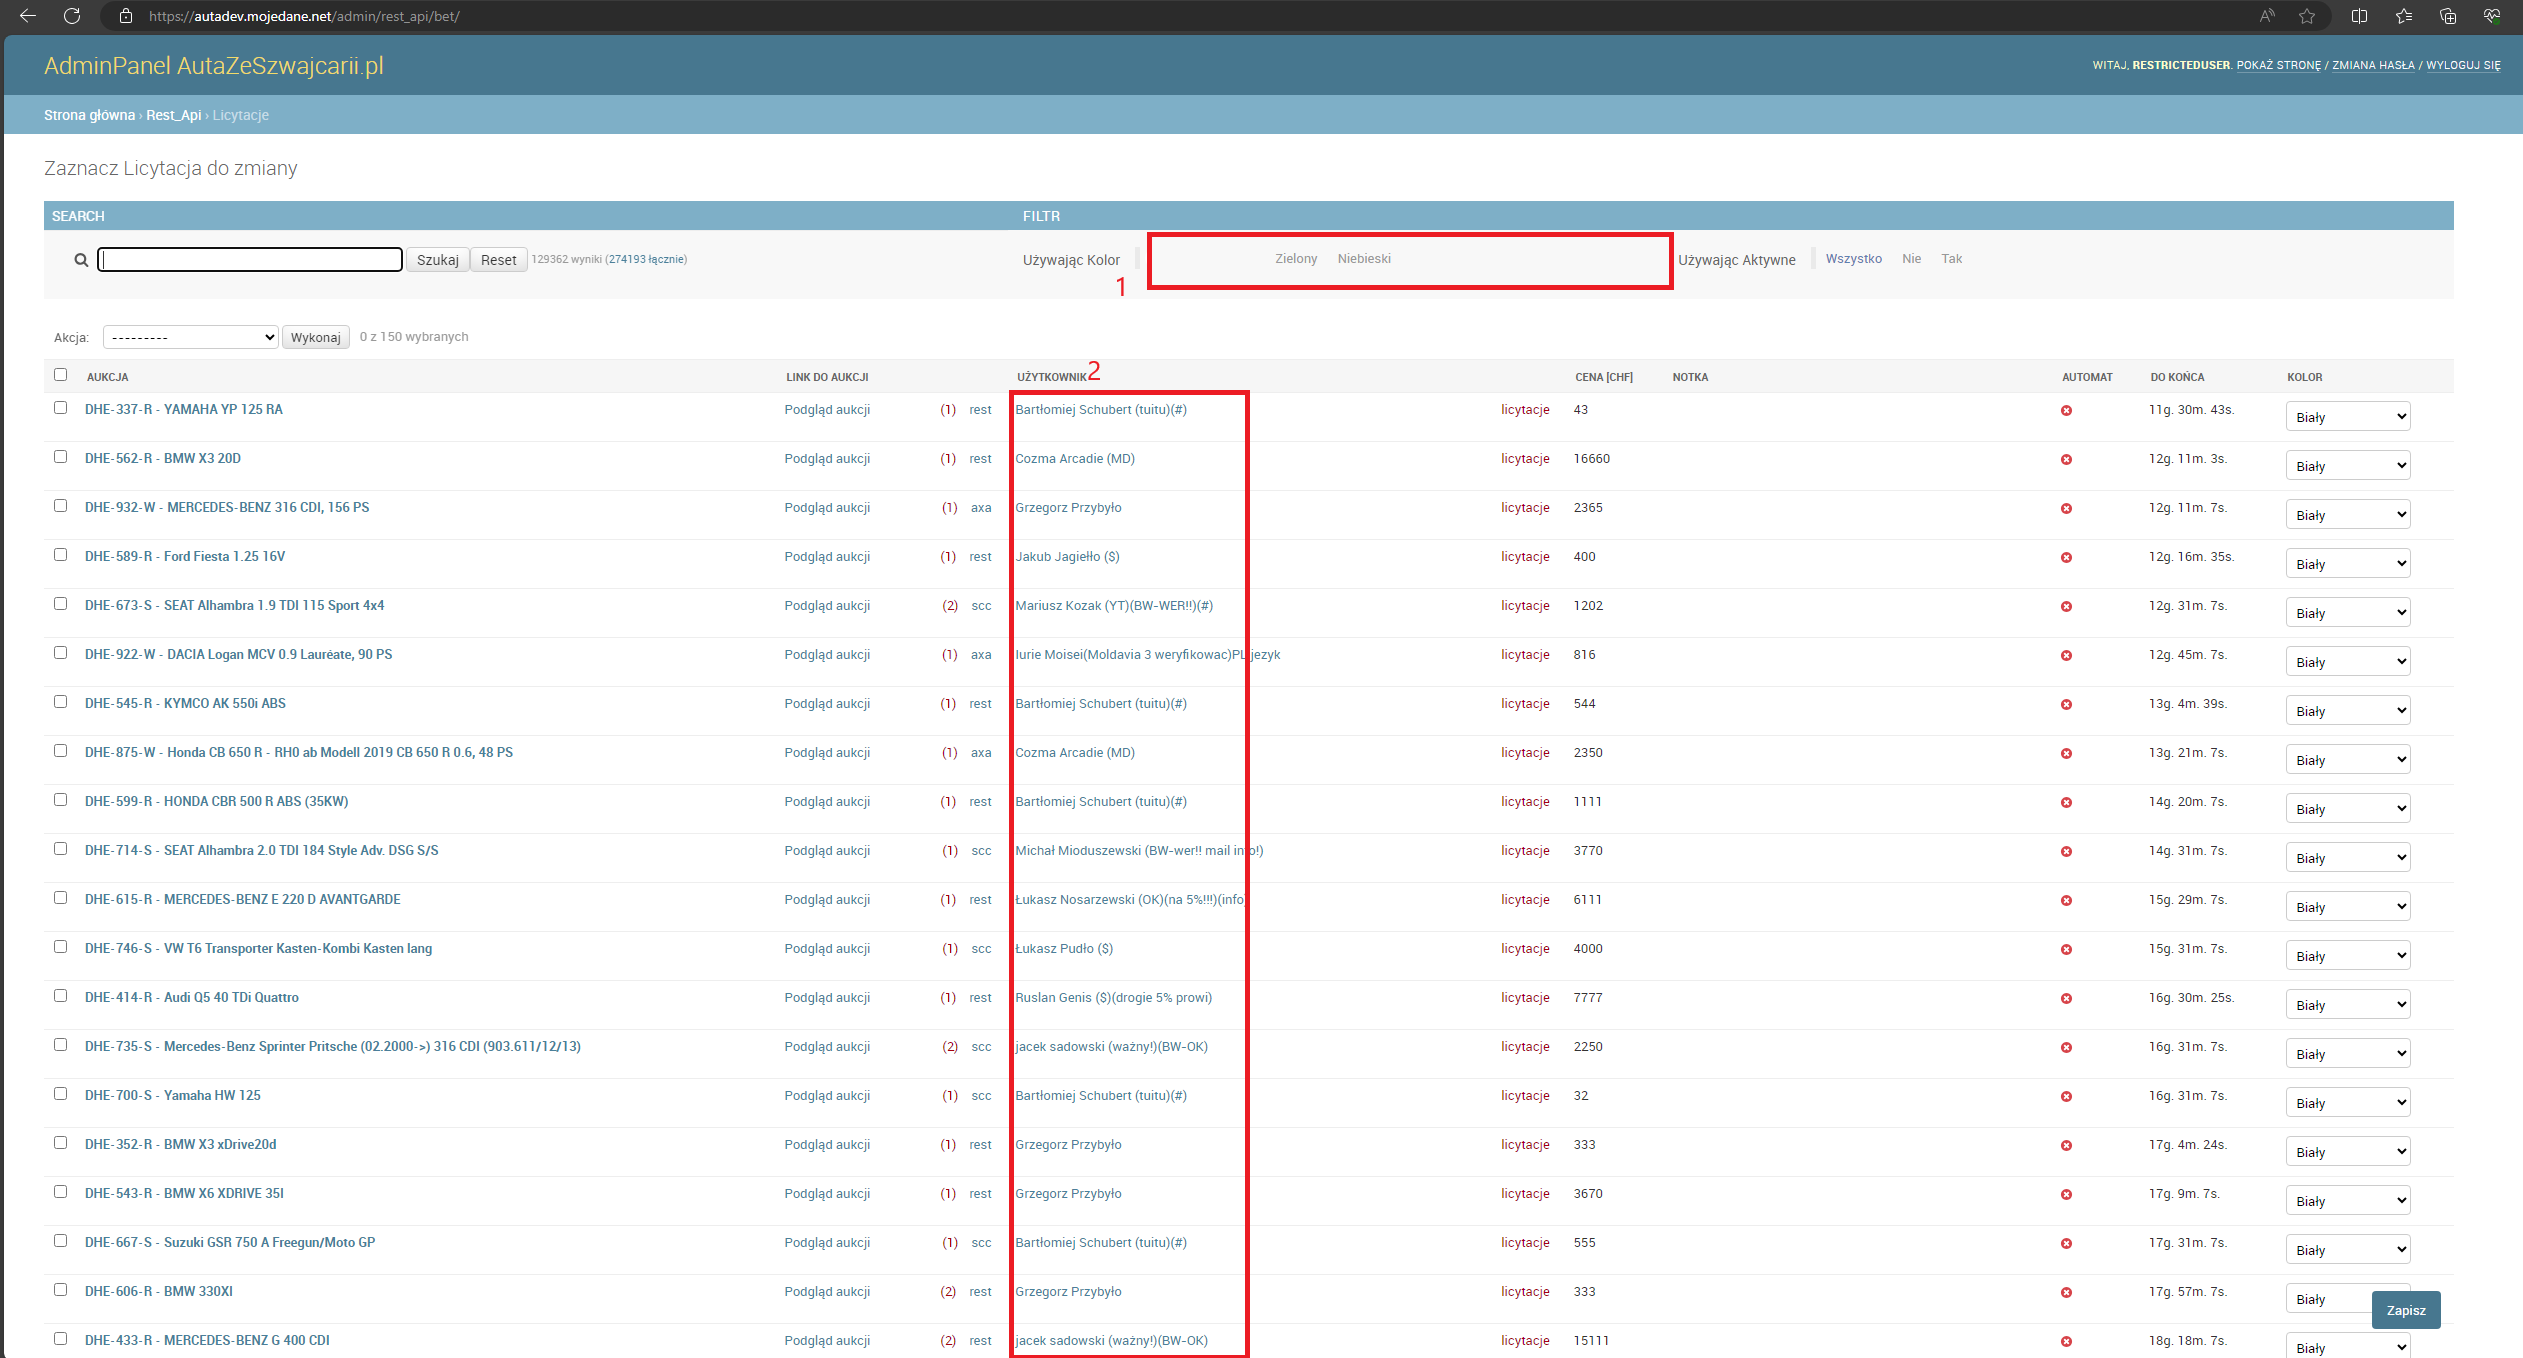 https://autadev.mojedane.net/admin/rest_api/bet/
AdminPanel AutaZeSzwajcarii.pl
WITAJ, RESTRICTEDUSER. POKAŻ STRONĘ / ZMIANA HASŁA / WYLOGUJ SIĘ
Strona główna › Rest_Api › Licytacje
Zaznacz Licytacja do zmiany
SEARCH FILTR
Szukaj Reset 129362 wyniki (274193 łącznie) Używając Kolor Zielony Niebieski Używając Aktywne Wszystko Nie Tak
1
Akcja: --------- Wykonaj 0 z 150 wybranych
2
AUKCJA LINK DO AUKCJI UŻYTKOWNIK CENA [CHF] NOTKA AUTOMAT DO KOŃCA KOLOR
DHE-337-R - YAMAHA YP 125 RA Podgląd aukcji (1) rest Bartłomiej Schubert (tuitu)(#) licytacje 43 11g. 30m. 43s. Biały
DHE-562-R - BMW X3 20D Podgląd aukcji (1) rest Cozma Arcadie (MD) licytacje 16660 12g. 11m. 3s. Biały
DHE-932-W - MERCEDES-BENZ 316 CDI, 156 PS Podgląd aukcji (1) axa Grzegorz Przybyło licytacje 2365 12g. 11m. 7s. Biały
DHE-589-R - Ford Fiesta 1.25 16V Podgląd aukcji (1) rest Jakub Jagiełło ($) licytacje 400 12g. 16m. 35s. Biały
DHE-673-S - SEAT Alhambra 1.9 TDI 115 Sport 4x4 Podgląd aukcji (2) scc Mariusz Kozak (YT)(BW-WER!!)(#) licytacje 1202 12g. 31m. 7s. Biały
DHE-922-W - DACIA Logan MCV 0.9 Lauréate, 90 PS Podgląd aukcji (1) axa Iurie Moisei(Moldavia 3 weryfikowac)PL jezyk licytacje 816 12g. 45m. 7s. Biały
DHE-545-R - KYMCO AK 550i ABS Podgląd aukcji (1) rest Bartłomiej Schubert (tuitu)(#) licytacje 544 13g. 4m. 39s. Biały
DHE-875-W - Honda CB 650 R - RH0 ab Modell 2019 CB 650 R 0.6, 48 PS Podgląd aukcji (1) axa Cozma Arcadie (MD) licytacje 2350 13g. 21m. 7s. Biały
DHE-599-R - HONDA CBR 500 R ABS (35KW) Podgląd aukcji (1) rest Bartłomiej Schubert (tuitu)(#) licytacje 1111 14g. 20m. 7s. Biały
DHE-714-S - SEAT Alhambra 2.0 TDI 184 Style Adv. DSG S/S Podgląd aukcji (1) scc Michał Mioduszewski (BW-wer!! mail info!) licytacje 3770 14g. 31m. 7s. Biały
DHE-615-R - MERCEDES-BENZ E 220 D AVANTGARDE Podgląd aukcji (1) rest Łukasz Nosarzewski (OK)(na 5%!!!)(info) licytacje 6111 15g. 29m. 7s. Biały
DHE-746-S - VW T6 Transporter Kasten-Kombi Kasten lang Podgląd aukcji (1) scc Łukasz Pudło ($) licytacje 4000 15g. 31m. 7s. Biały
DHE-414-R - Audi Q5 40 TDi Quattro Podgląd aukcji (1) rest Ruslan Genis ($)(drogie 5% prowi) licytacje 7777 16g. 30m. 25s. Biały
DHE-735-S - Mercedes-Benz Sprinter Pritsche (02.2000->) 316 CDI (903.611/12/13) Podgląd aukcji (2) scc jacek sadowski (ważny!)(BW-OK) licytacje 2250 16g. 31m. 7s. Biały
DHE-700-S - Yamaha HW 125 Podgląd aukcji (1) scc Bartłomiej Schubert (tuitu)(#) licytacje 32 16g. 31m. 7s. Biały
DHE-352-R - BMW X3 xDrive20d Podgląd aukcji (1) rest Grzegorz Przybyło licytacje 333 17g. 4m. 24s. Biały
DHE-543-R - BMW X6 XDRIVE 35I Podgląd aukcji (1) rest Grzegorz Przybyło licytacje 3670 17g. 9m. 7s. Biały
DHE-667-S - Suzuki GSR 750 A Freegun/Moto GP Podgląd aukcji (1) scc Bartłomiej Schubert (tuitu)(#) licytacje 555 17g. 31m. 7s. Biały
DHE-606-R - BMW 330XI Podgląd aukcji (2) rest Grzegorz Przybyło licytacje 333 17g. 57m. 7s. Biały
Zapisz
DHE-433-R - MERCEDES-BENZ G 400 CDI Podgląd aukcji (2) rest jacek sadowski (ważny!)(BW-OK) licytacje 15111 18g. 18m. 7s. Biały